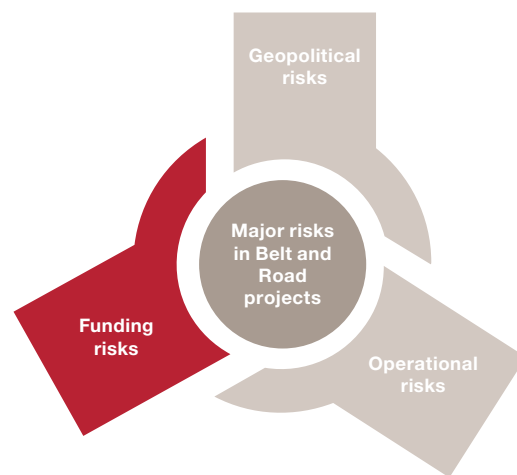 Geopolitical
risks
Major risks
in Belt and
Road
projects
Funding
risks
Operational
risks